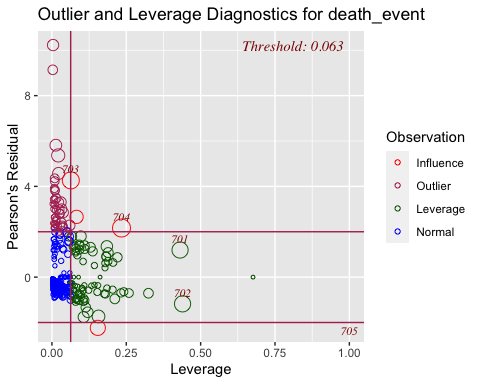 Outlier and Leverage Diagnostics for death_event
Threshold: 0.063
8
4
0
703
704
701
702
705
0.00
0.25
0.50
0.75
1.00
Leverage
Pearson's Residual
Observation
Influence
Outlier
Leverage
Normal